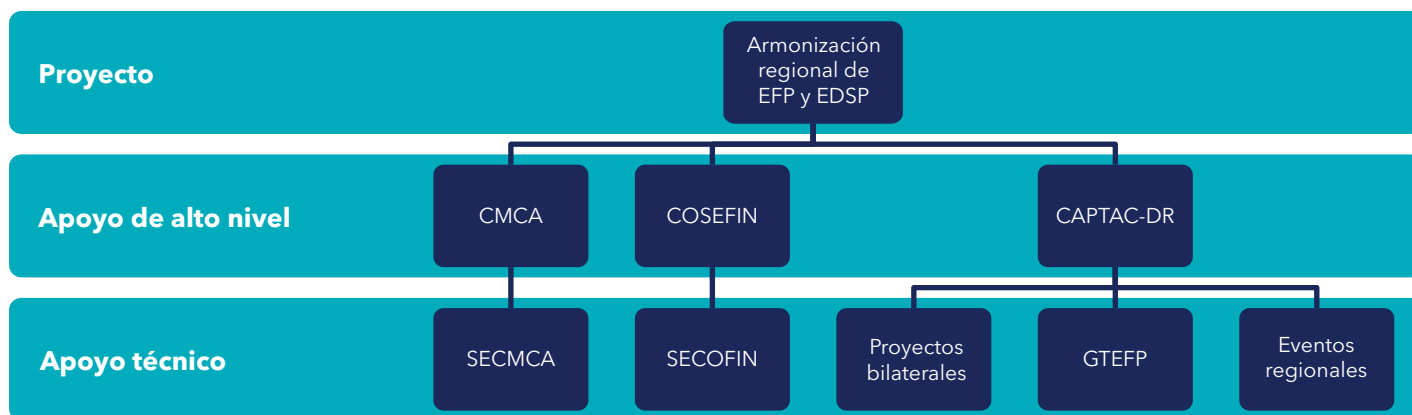 Proyecto
Armonización
regional de
EFP y EDSP
Apoyo de alto nivel
CMCA
COSEFIN
CAPTAC-DR
Apoyo técnico
SECMCA
SECOFIN
Proyectos
bilaterales
GTEFP
Eventos
regionales